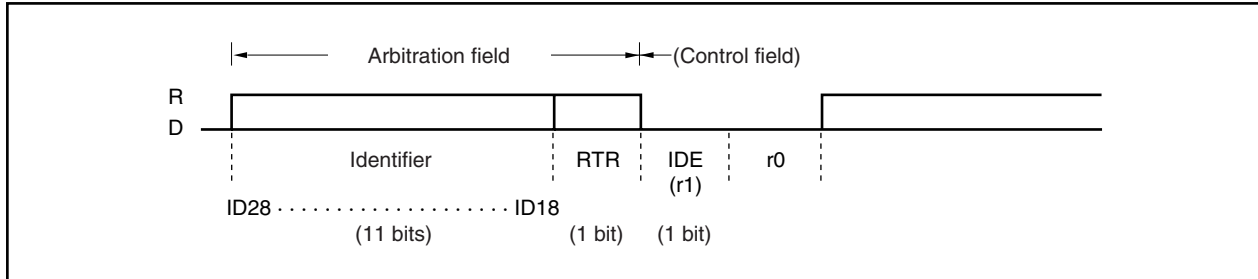 Arbitration field (Control field)
R
D
Identifier RTR IDE r0
(r1)
ID28 · · · · · · · · · · · · · · · · · · · · ID18
(11 bits) (1 bit) (1 bit)